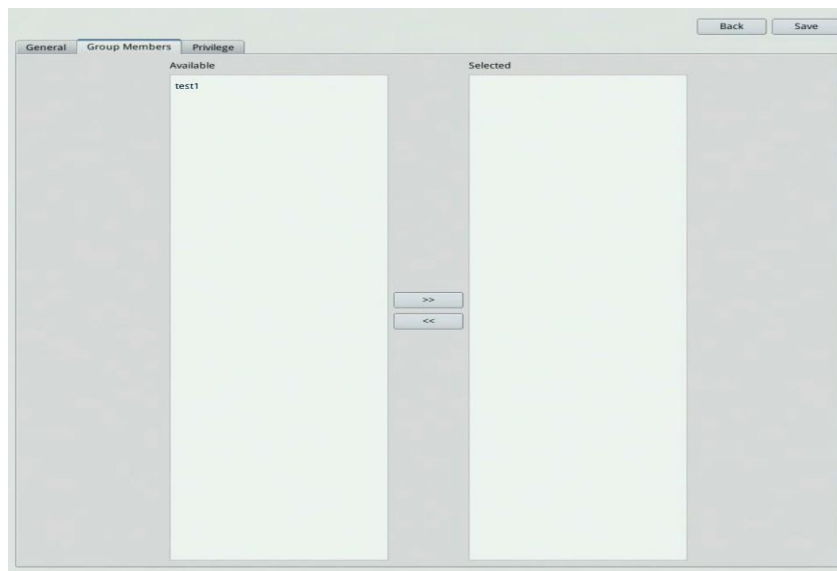 Back Save
General Group Members Privilege
Available Selected
test1
>>
<<